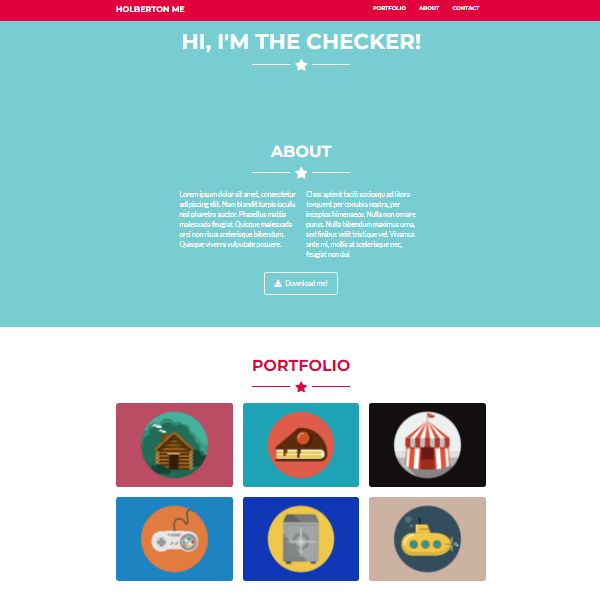 HOLBERTON ME
PORTFOLIO ABOUT CONTACT
HI, I'M THE CHECKER!
ABOUT
Lorem ipsum dolor sit amet, consectetur
adipiscing elit. Nam blandit turpis iaculis
nisl pharetra auctor. Phasellus mattis
malesuada feugiat. Quisque malesuada
orci non risus scelerisque bibendum.
Quisque viverra vulputate posuere.
Class aptent taciti sociosqu ad litora
torquent per conubia nostra, per
inceptos himenaeos. Nulla non ornare
purus. Nulla bibendum maximus urna,
sed finibus velit tristique vel. Vivamus
ante mi, mollis at scelerisque nec,
feugiat non dui.
Download me!
PORTFOLIO